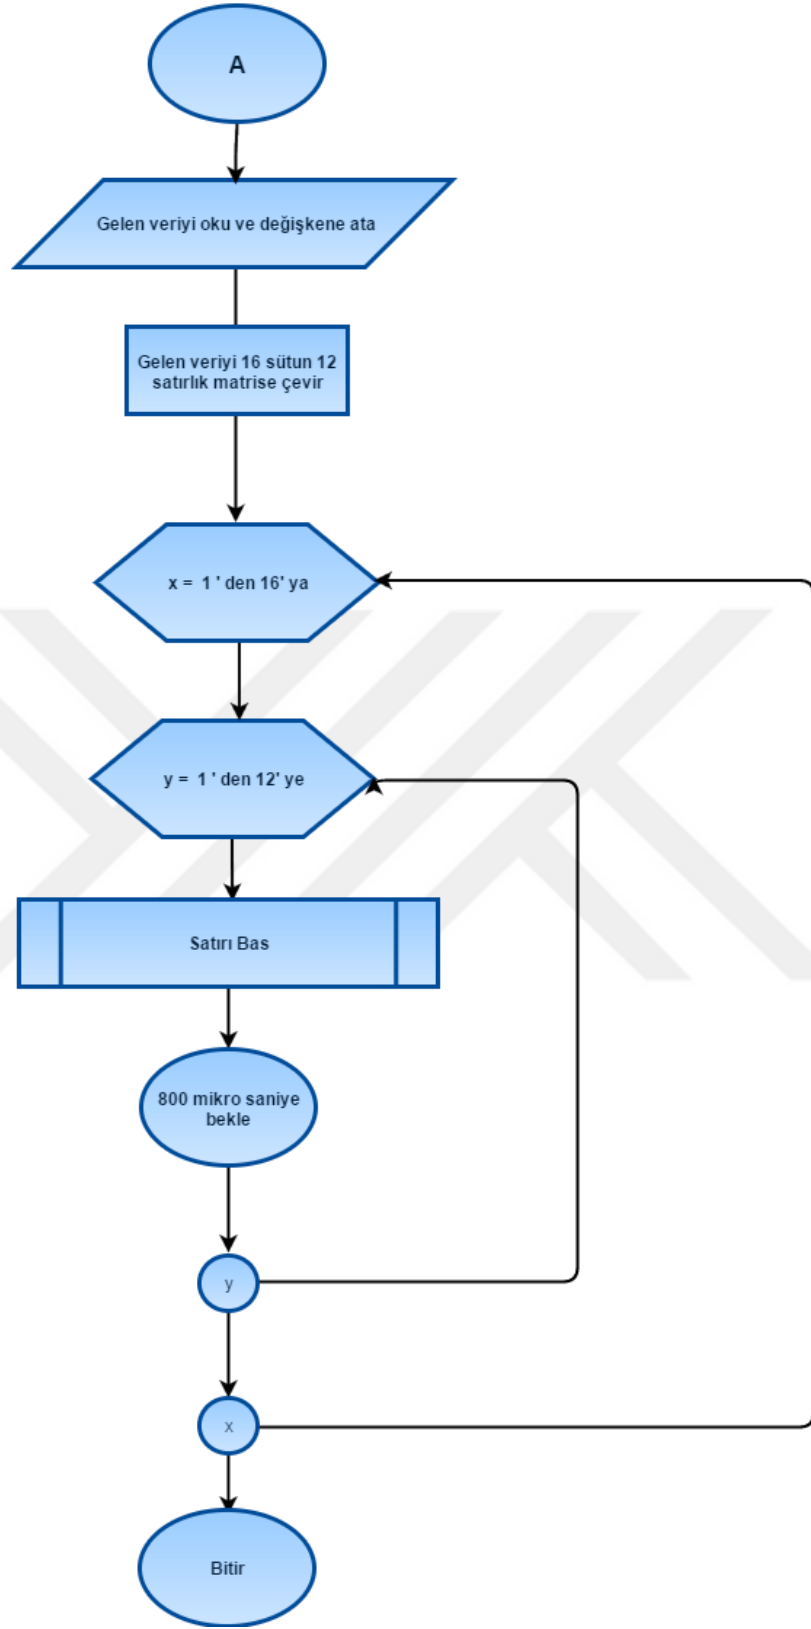 A
Gelen veriyi oku ve değişkene ata
Gelen veriyi 16 sütun 12
satırlık matrise çevir
x = 1 ' den 16' ya
y = 1 ' den 12' ye
Satırı Bas
800 mikro saniye
bekle
y
x
Bitir